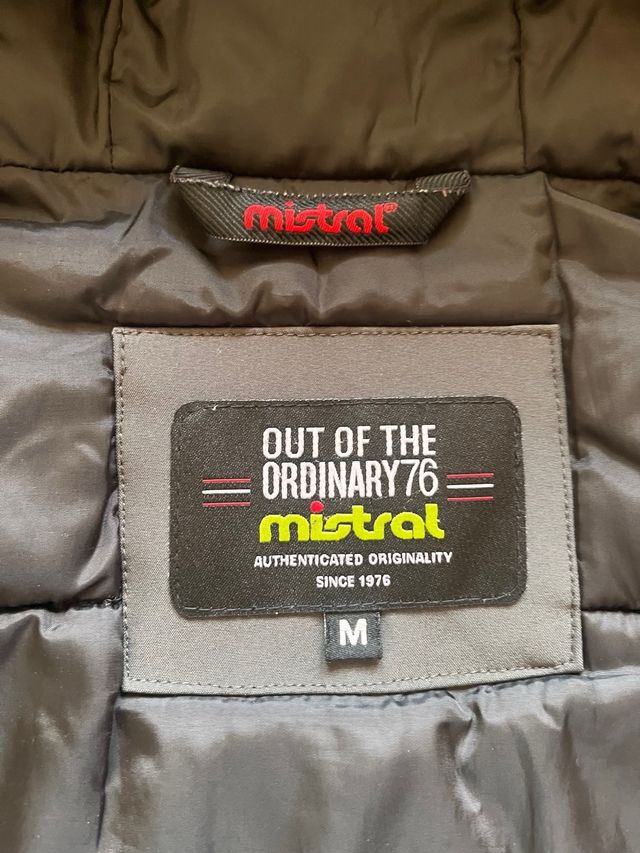 mistral®
OUT OF THE
ORDINARY76
mistral
AUTHENTICATED ORIGINALITY
SINCE 1976
M